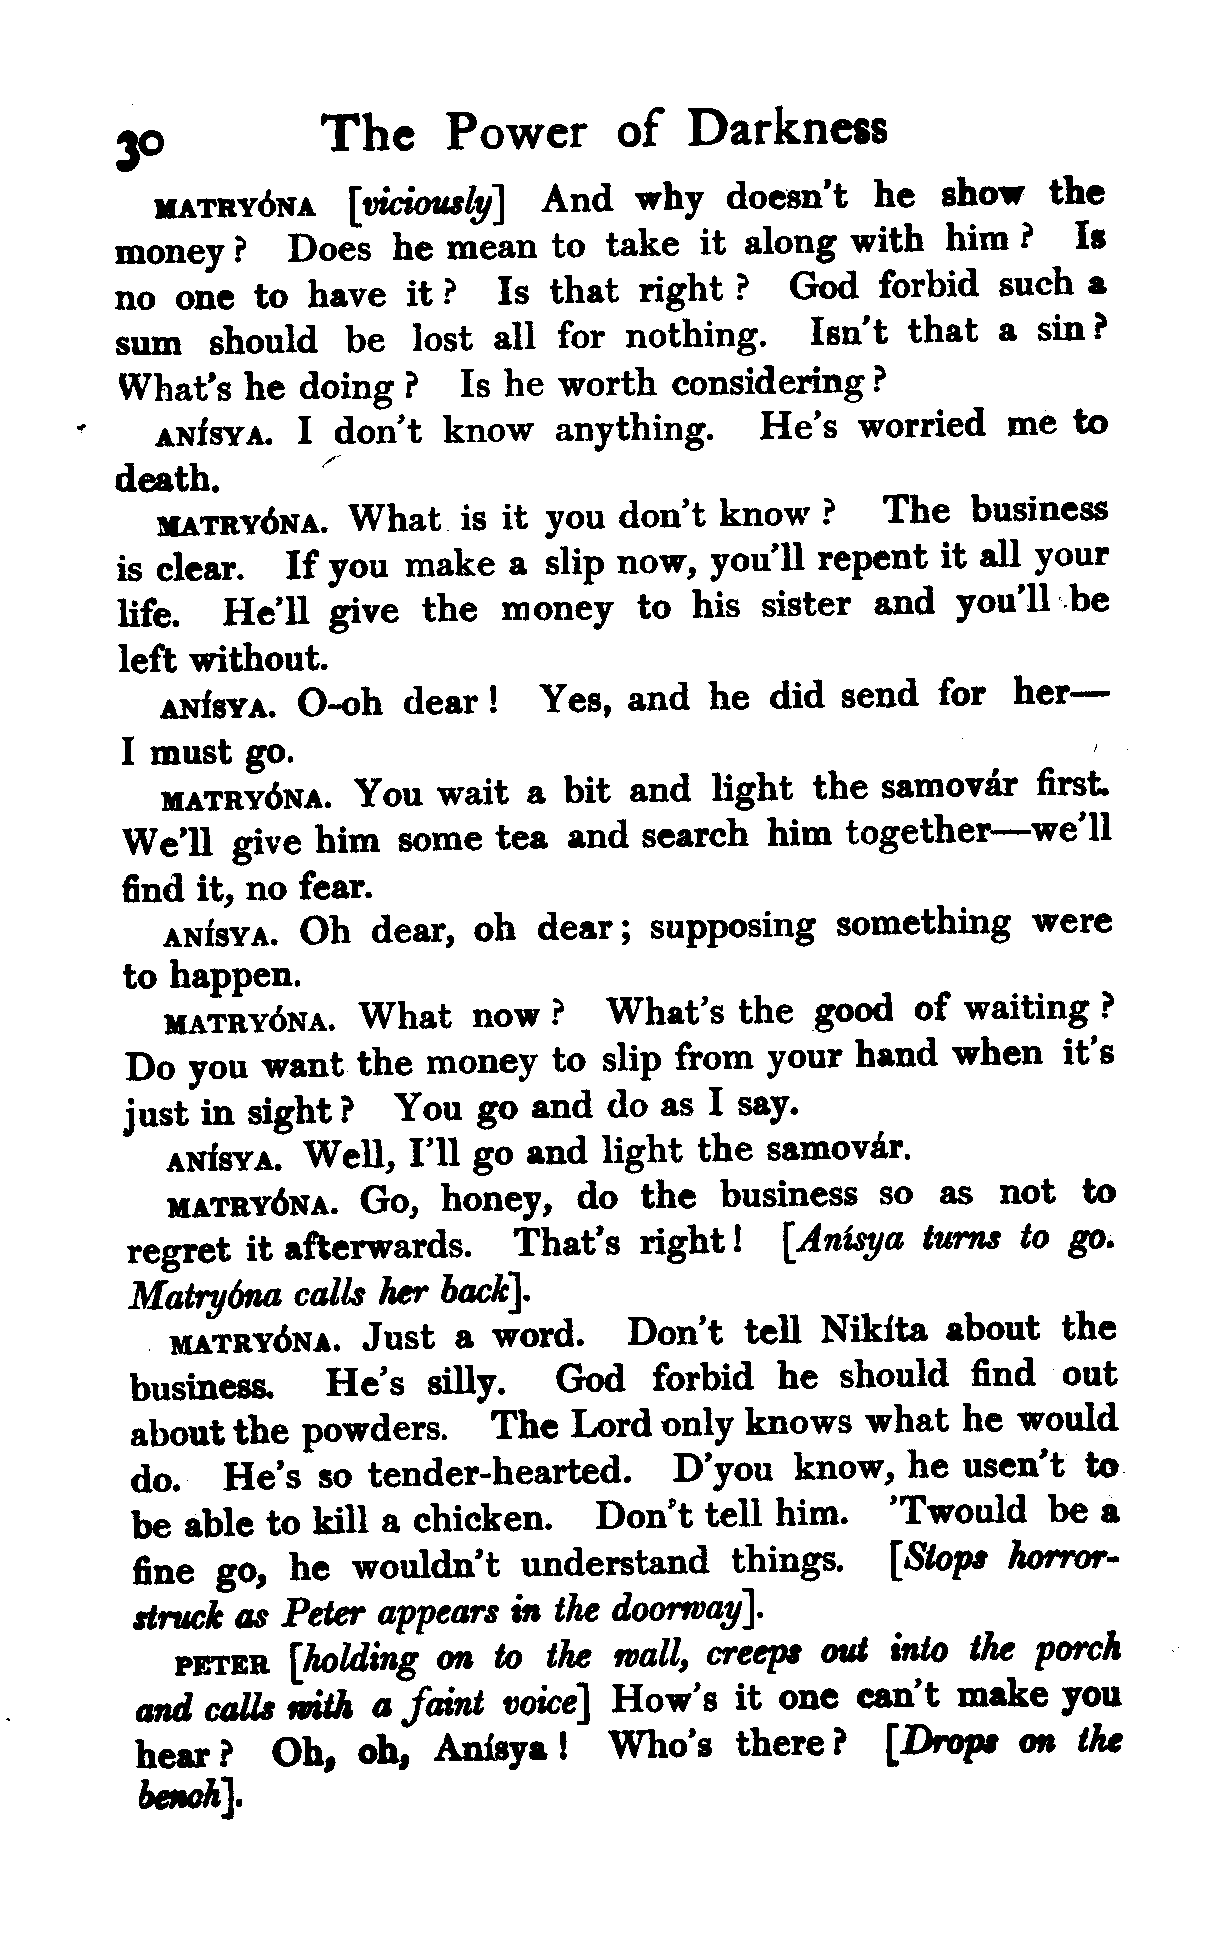 30 The Power of Darkness
MATRYÓNA [viciously] And why doesn't he show the
money? Does he mean to take it along with him? Is
no one to have it? Is that right? God forbid such a
sum should be lost all for nothing. Isn't that a sin?
What's he doing? Is he worth considering?
ANÍSYA. I don't know anything. He's worried me to
death.
MATRYÓNA. What is it you don't know? The business
is clear. If you make a slip now, you'll repent it all your
life. He'll give the money to his sister and you'll be
left without.
ANÍSYA. O-oh dear! Yes, and he did send for her—
I must go.
MATRYÓNA. You wait a bit and light the samovár first.
We'll give him some tea and search him together—we'll
find it, no fear.
ANÍSYA. Oh dear, oh dear; supposing something were
to happen.
MATRYÓNA. What now? What's the good of waiting?
Do you want the money to slip from your hand when it's
just in sight? You go and do as I say.
ANÍSYA. Well, I'll go and light the samovár.
MATRYÓNA. Go, honey, do the business so as not to
regret it afterwards. That's right! [Anísya turns to go.
Matryóna calls her back].
MATRYÓNA. Just a word. Don't tell Nikíta about the
business. He's silly. God forbid he should find out
about the powders. The Lord only knows what he would
do. He's so tender-hearted. D'you know, he usen't to
be able to kill a chicken. Don't tell him. 'Twould be a
fine go, he wouldn't understand things. [Stops horror-
struck as Peter appears in the doorway].
PETER [holding on to the wall, creeps out into the porch
and calls with a faint voice] How's it one can't make you
hear? Oh, oh, Anísya! Who's there? [Drops on the
bench].